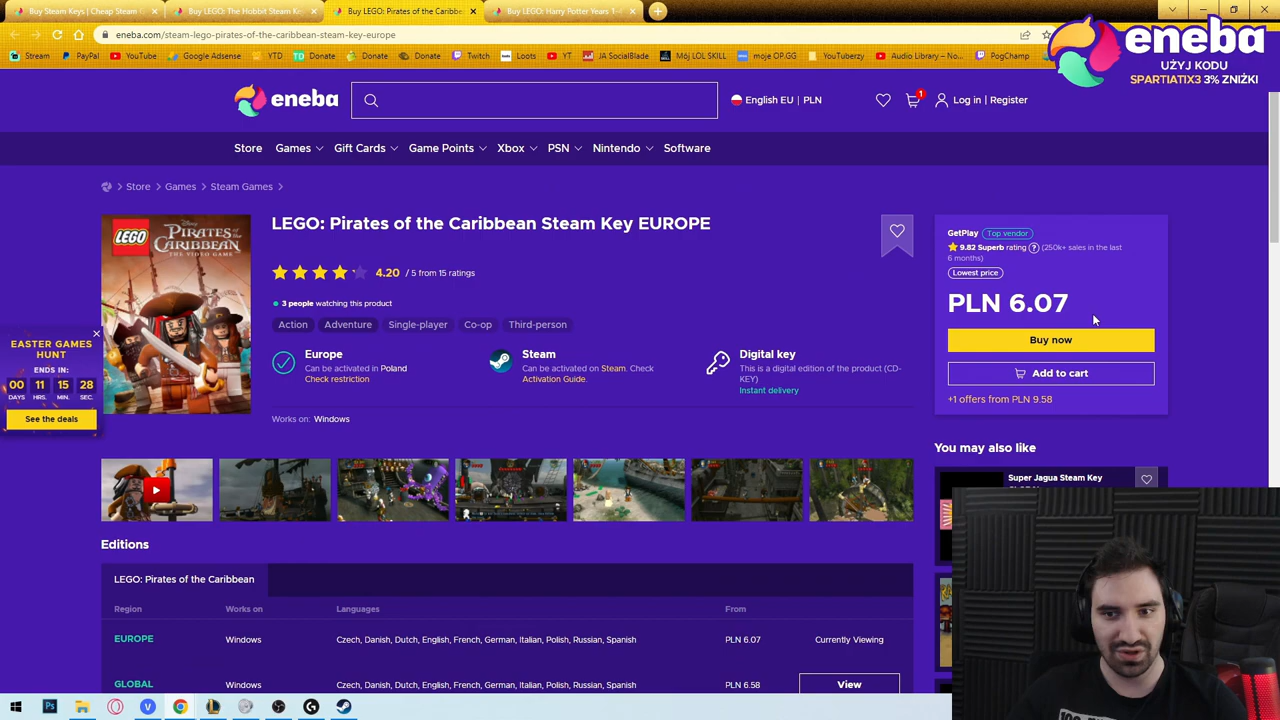 Buy Steam Keys | Cheap Steam
Buy LEGO: The Hobbit Steam Ke
Buy LEGO: Pirates of the Caribbe
Buy LEGO: Harry Potter Years 1-
eneba.com/steam-lego-pirates-of-the-caribbean-steam-key-europe
Stream PayPal YouTube Google Adsense YTD Donate Donate Donate Twitch Loots YT JA SocialBlade Mój LOL SKILL moje OP.GG YouTuberzy Audio Library – No... PogChamp
eneba
UŻYJ KODU
SPARTIATIX3 3% ZNIŻKI
eneba
English EU | PLN
1
Log in | Register
Store Games Gift Cards Game Points Xbox PSN Nintendo Software
Store > Games > Steam Games >
LEGO
DISNEY
PIRATES of the CARIBBEAN
THE VIDEO GAME
LEGO: Pirates of the Caribbean Steam Key EUROPE
4.20 / 5 from 15 ratings
3 people watching this product
Action Adventure Single-player Co-op Third-person
Europe
Can be activated in Poland
Check restriction
Steam
Can be activated on Steam. Check
Activation Guide.
Digital key
This is a digital edition of the product (CD-
KEY)
Instant delivery
Works on: Windows
GetPlay Top vendor
9.82 Superb rating ? (250k+ sales in the last
6 months)
Lowest price
PLN 6.07
Buy now
Add to cart
+1 offers from PLN 9.58
EASTER GAMES
HUNT
ENDS IN:
00 11 15 28
DAYS HRS. MIN. SEC.
See the deals
You may also like
Super Jagua Steam Key
Editions
LEGO: Pirates of the Caribbean
Region Works on Languages From
EUROPE Windows Czech, Danish, Dutch, English, French, German, Italian, Polish, Russian, Spanish PLN 6.07 Currently Viewing
GLOBAL Windows Czech, Danish, Dutch, English, French, German, Italian, Polish, Russian, Spanish PLN 6.58 View